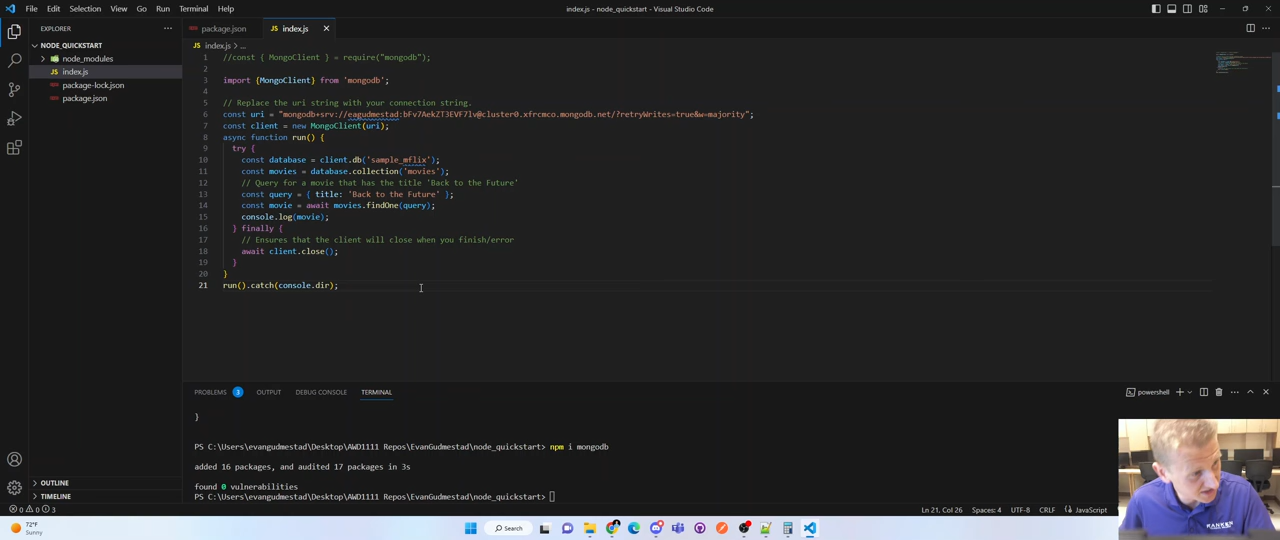 File Edit Selection View Go Run Terminal Help
index.js - node_quickstart - Visual Studio Code
EXPLORER
NODE_QUICKSTART
node_modules
index.js
package-lock.json
package.json
OUTLINE
TIMELINE
package.json
index.js
index.js > ...
1 //const { MongoClient } = require("mongodb");
2
3 import {MongoClient} from 'mongodb';
4
5 // Replace the uri string with your connection string.
6 const uri = "mongodb+srv://eagudmestad:bFv7AekZT3EVF7lv@cluster0.xfrcmco.mongodb.net/?retryWrites=true&w=majority";
7 const client = new MongoClient(uri);
8 async function run() {
9 try {
10 const database = client.db('sample_mflix');
11 const movies = database.collection('movies');
12 // Query for a movie that has the title 'Back to the Future'
13 const query = { title: 'Back to the Future' };
14 const movie = await movies.findOne(query);
15 console.log(movie);
16 } finally {
17 // Ensures that the client will close when you finish/error
18 await client.close();
19 }
20 }
21 run().catch(console.dir);
PROBLEMS 3 OUTPUT DEBUG CONSOLE TERMINAL
powershell
}
PS C:\Users\evangudmestad\Desktop\AWD1111 Repos\EvanGudmestad\node_quickstart> npm i mongodb
added 16 packages, and audited 17 packages in 3s
found 0 vulnerabilities
PS C:\Users\evangudmestad\Desktop\AWD1111 Repos\EvanGudmestad\node_quickstart>
0 0 3
Ln 21, Col 26 Spaces: 4 UTF-8 CRLF JavaScript
RANKEN
72°F
Sunny
Search